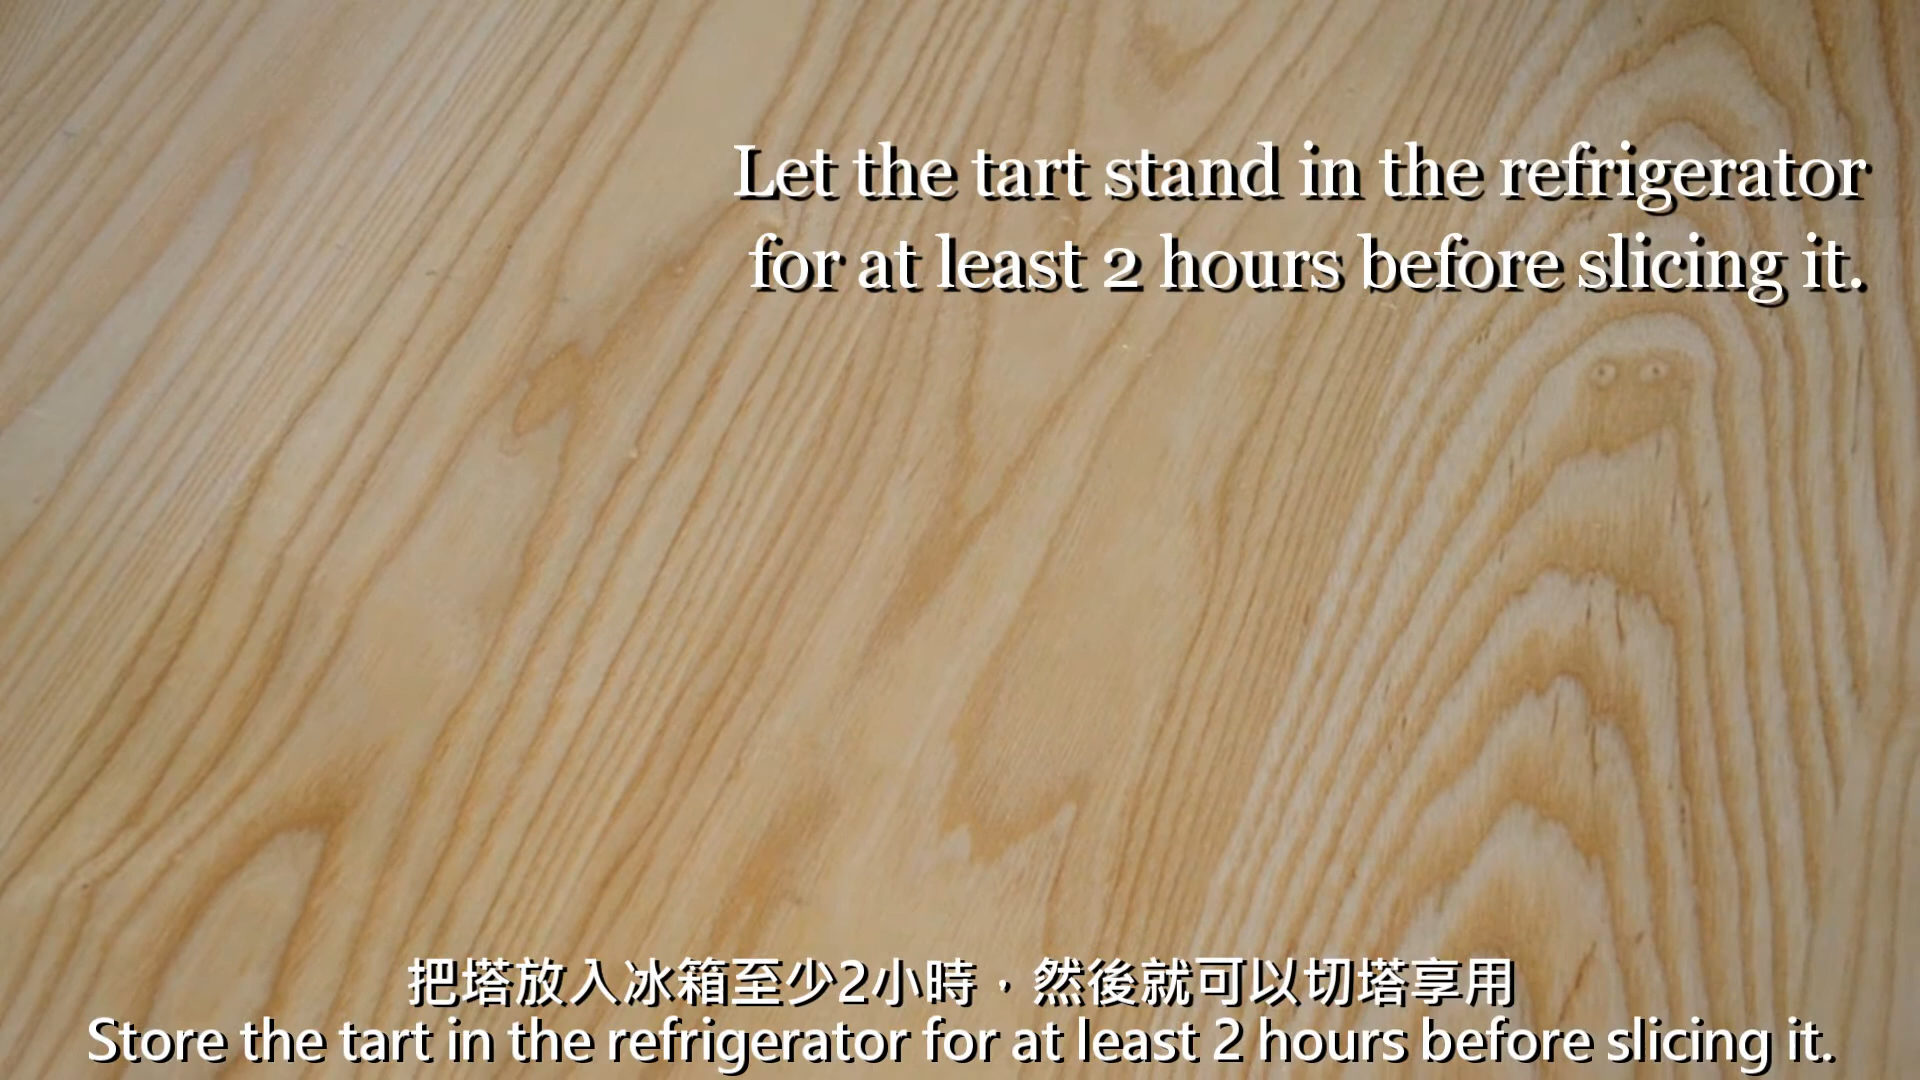 Let the tart stand in the refrigerator
for at least 2 hours before slicing it.
把塔放入冰箱至少2小時，然後就可以切塔享用
Store the tart in the refrigerator for at least 2 hours before slicing it.